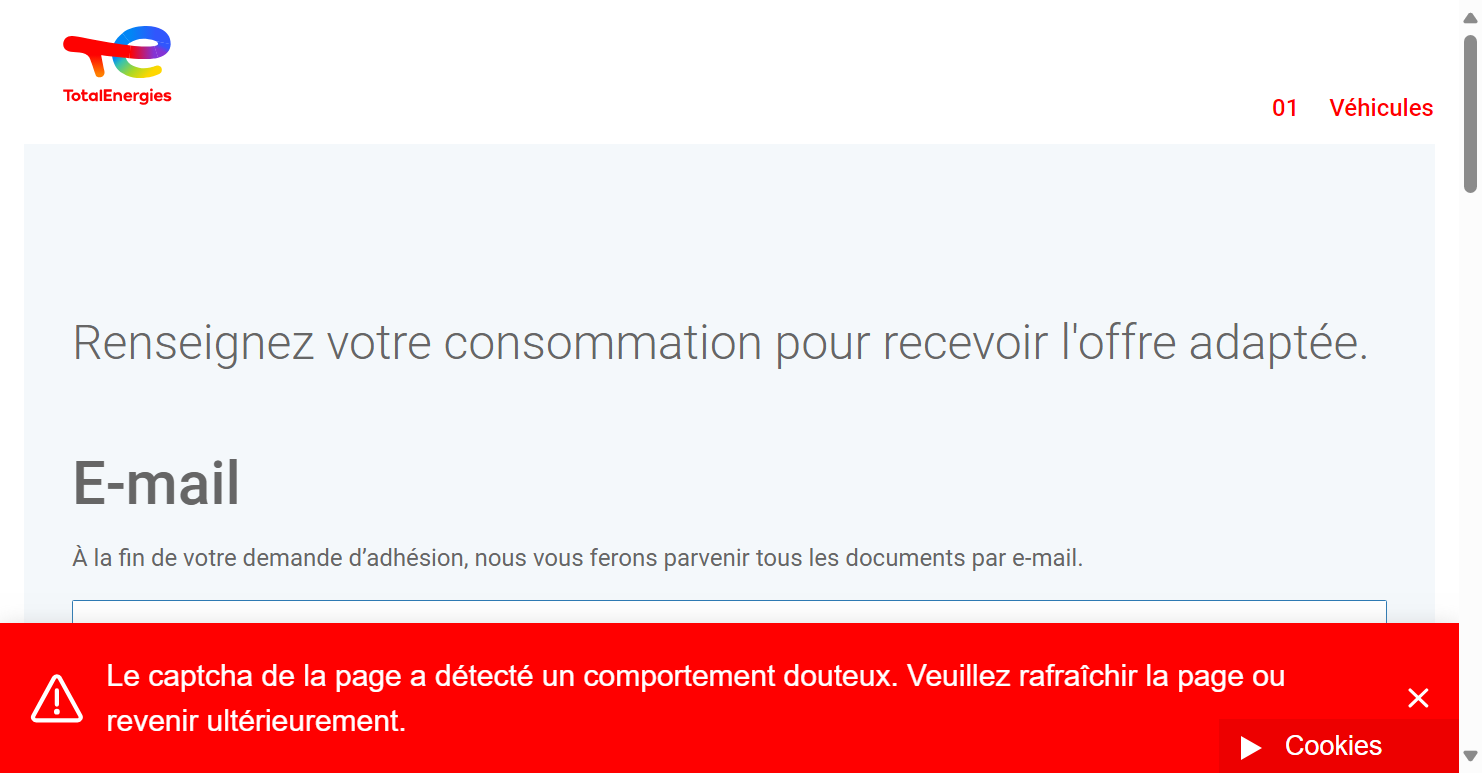 TotalEnergies
01 Véhicules
Renseignez votre consommation pour recevoir l'offre adaptée.
E-mail
À la fin de votre demande d’adhésion, nous vous ferons parvenir tous les documents par e-mail.
Le captcha de la page a détecté un comportement douteux. Veuillez rafraîchir la page ou
revenir ultérieurement.
Cookies